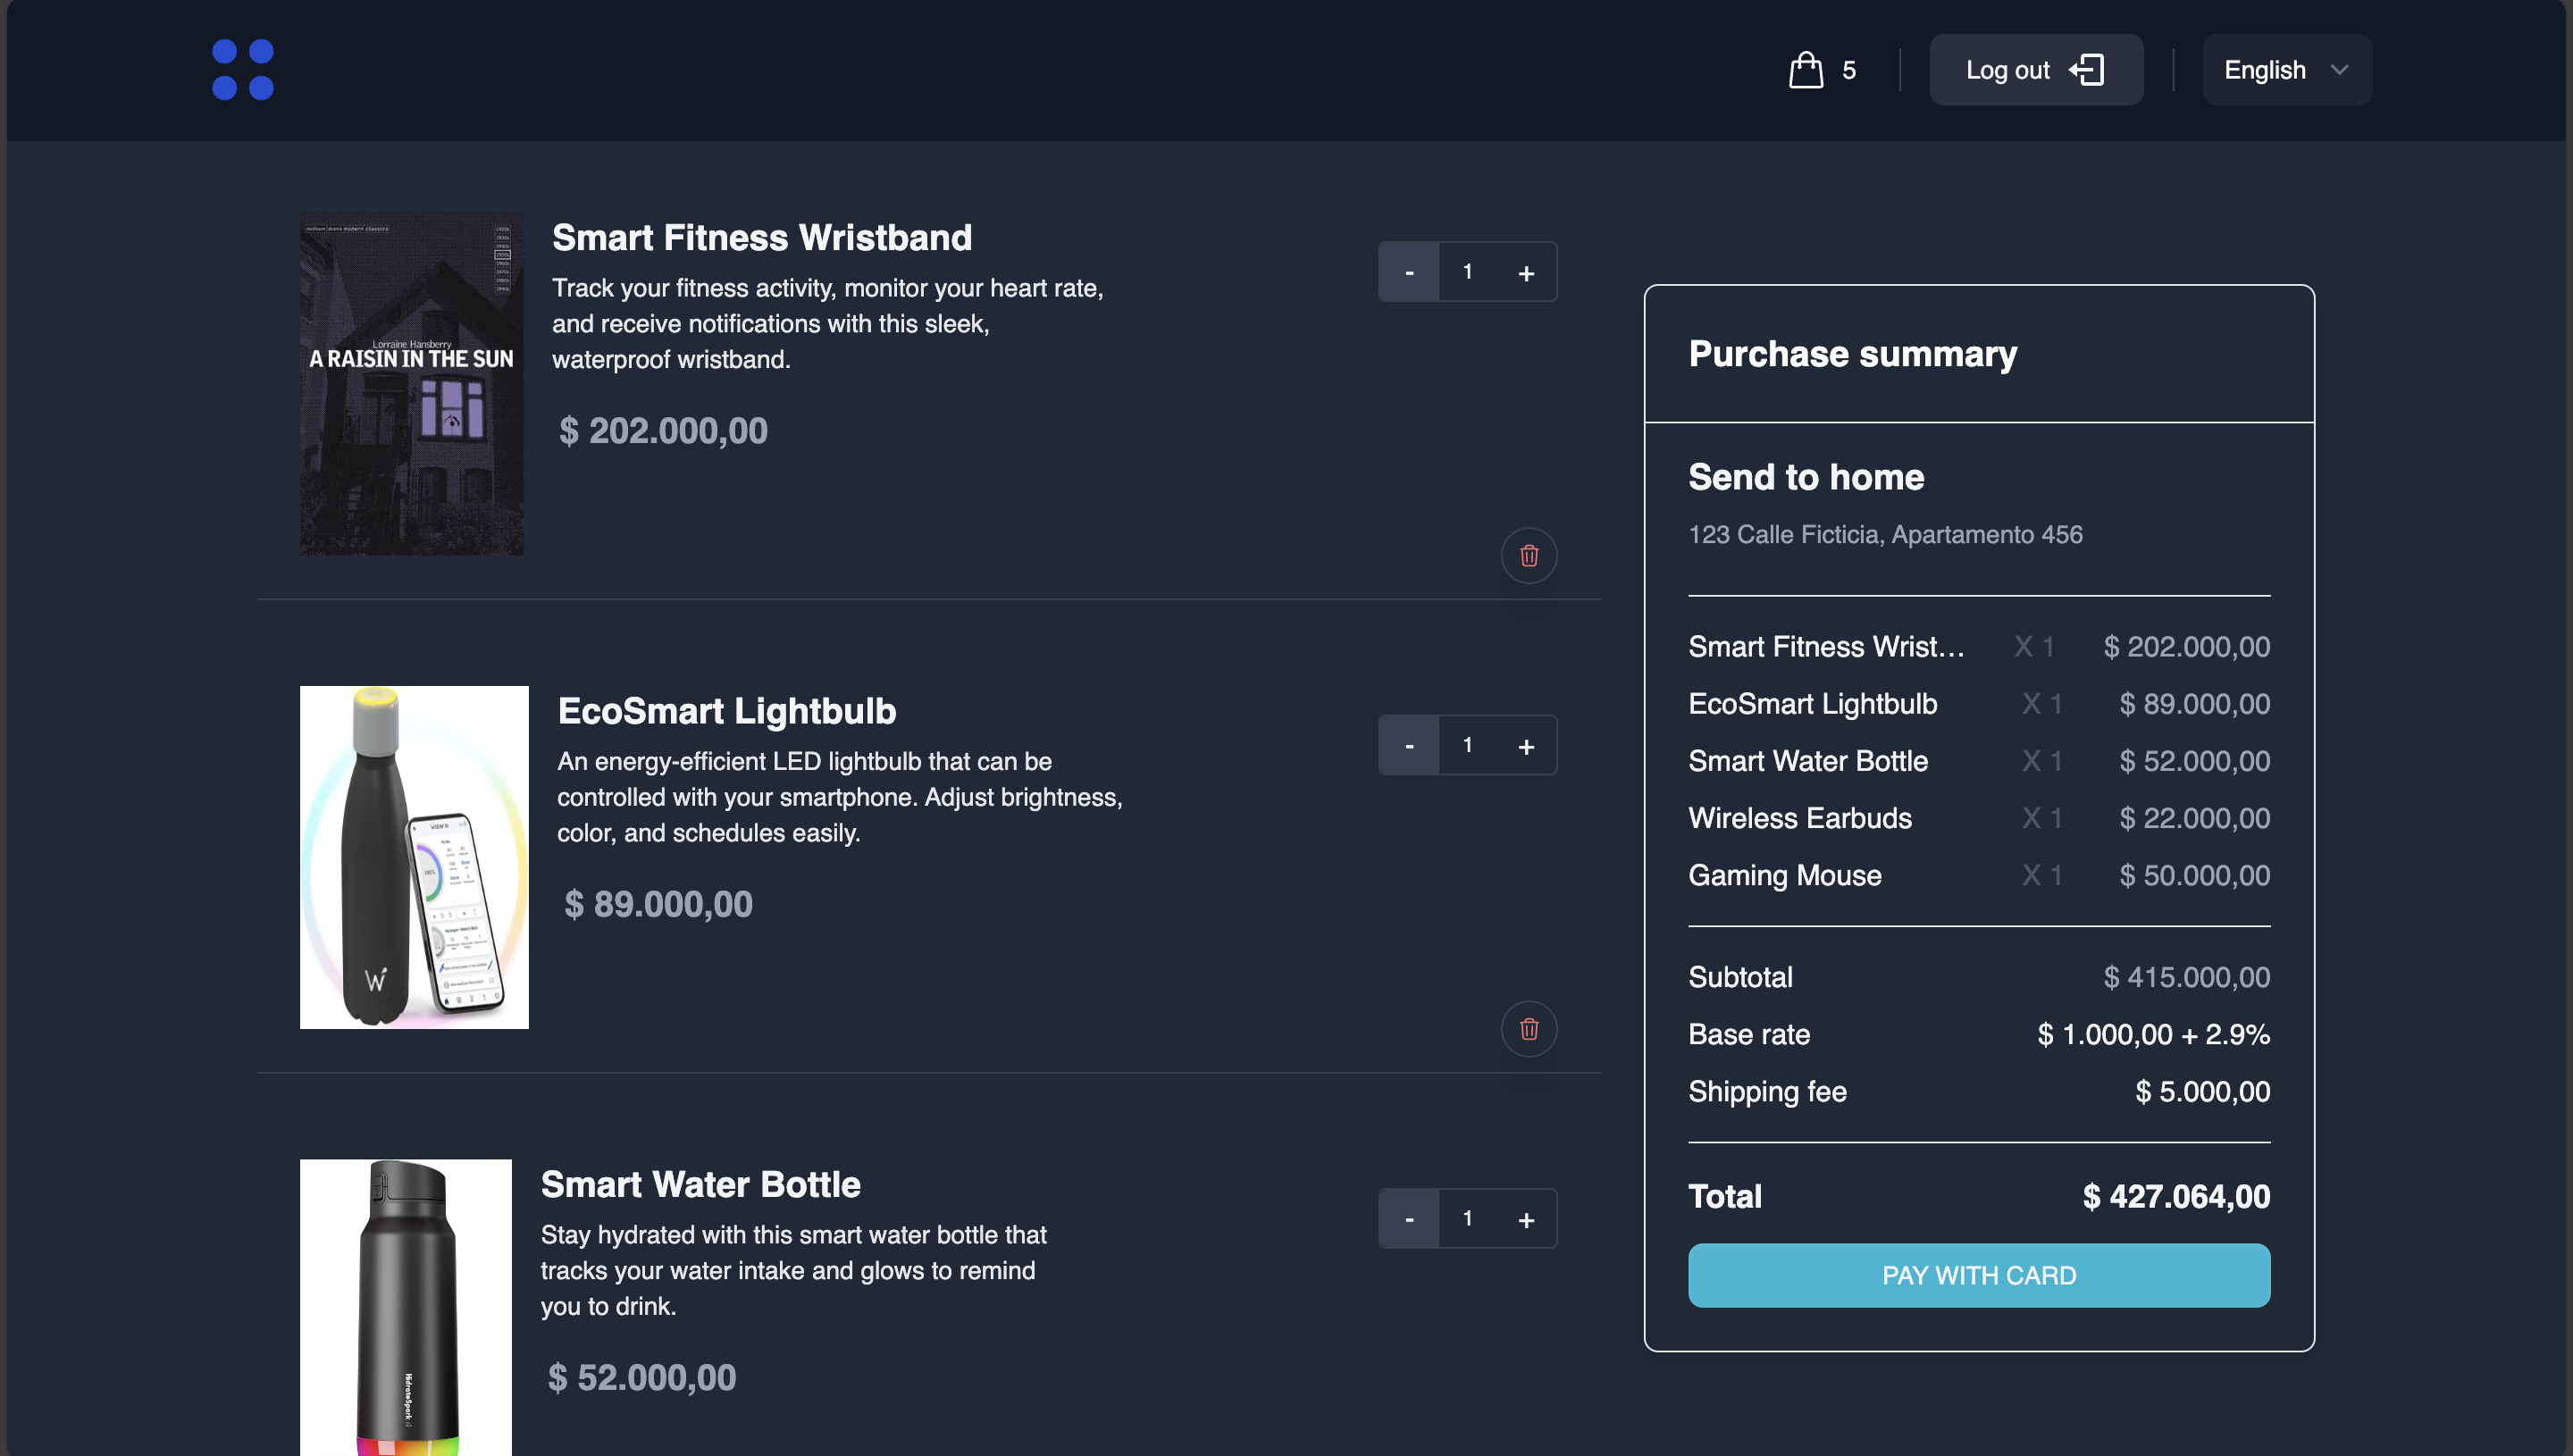 5
Log out
English
Smart Fitness Wristband
Track your fitness activity, monitor your heart rate,
and receive notifications with this sleek,
waterproof wristband.
$ 202.000,00
- 1 +
modern classics
Lorraine Hansberry
A RAISIN IN THE SUN
EcoSmart Lightbulb
An energy-efficient LED lightbulb that can be
controlled with your smartphone. Adjust brightness,
color, and schedules easily.
$ 89.000,00
- 1 +
W
100%
Smart Water Bottle
Stay hydrated with this smart water bottle that
tracks your water intake and glows to remind
you to drink.
$ 52.000,00
- 1 +
HidrateSpark
Purchase summary
Send to home
123 Calle Ficticia, Apartamento 456
Smart Fitness Wrist... X 1 $ 202.000,00
EcoSmart Lightbulb X 1 $ 89.000,00
Smart Water Bottle X 1 $ 52.000,00
Wireless Earbuds X 1 $ 22.000,00
Gaming Mouse X 1 $ 50.000,00
Subtotal $ 415.000,00
Base rate $ 1.000,00 + 2.9%
Shipping fee $ 5.000,00
Total $ 427.064,00
PAY WITH CARD